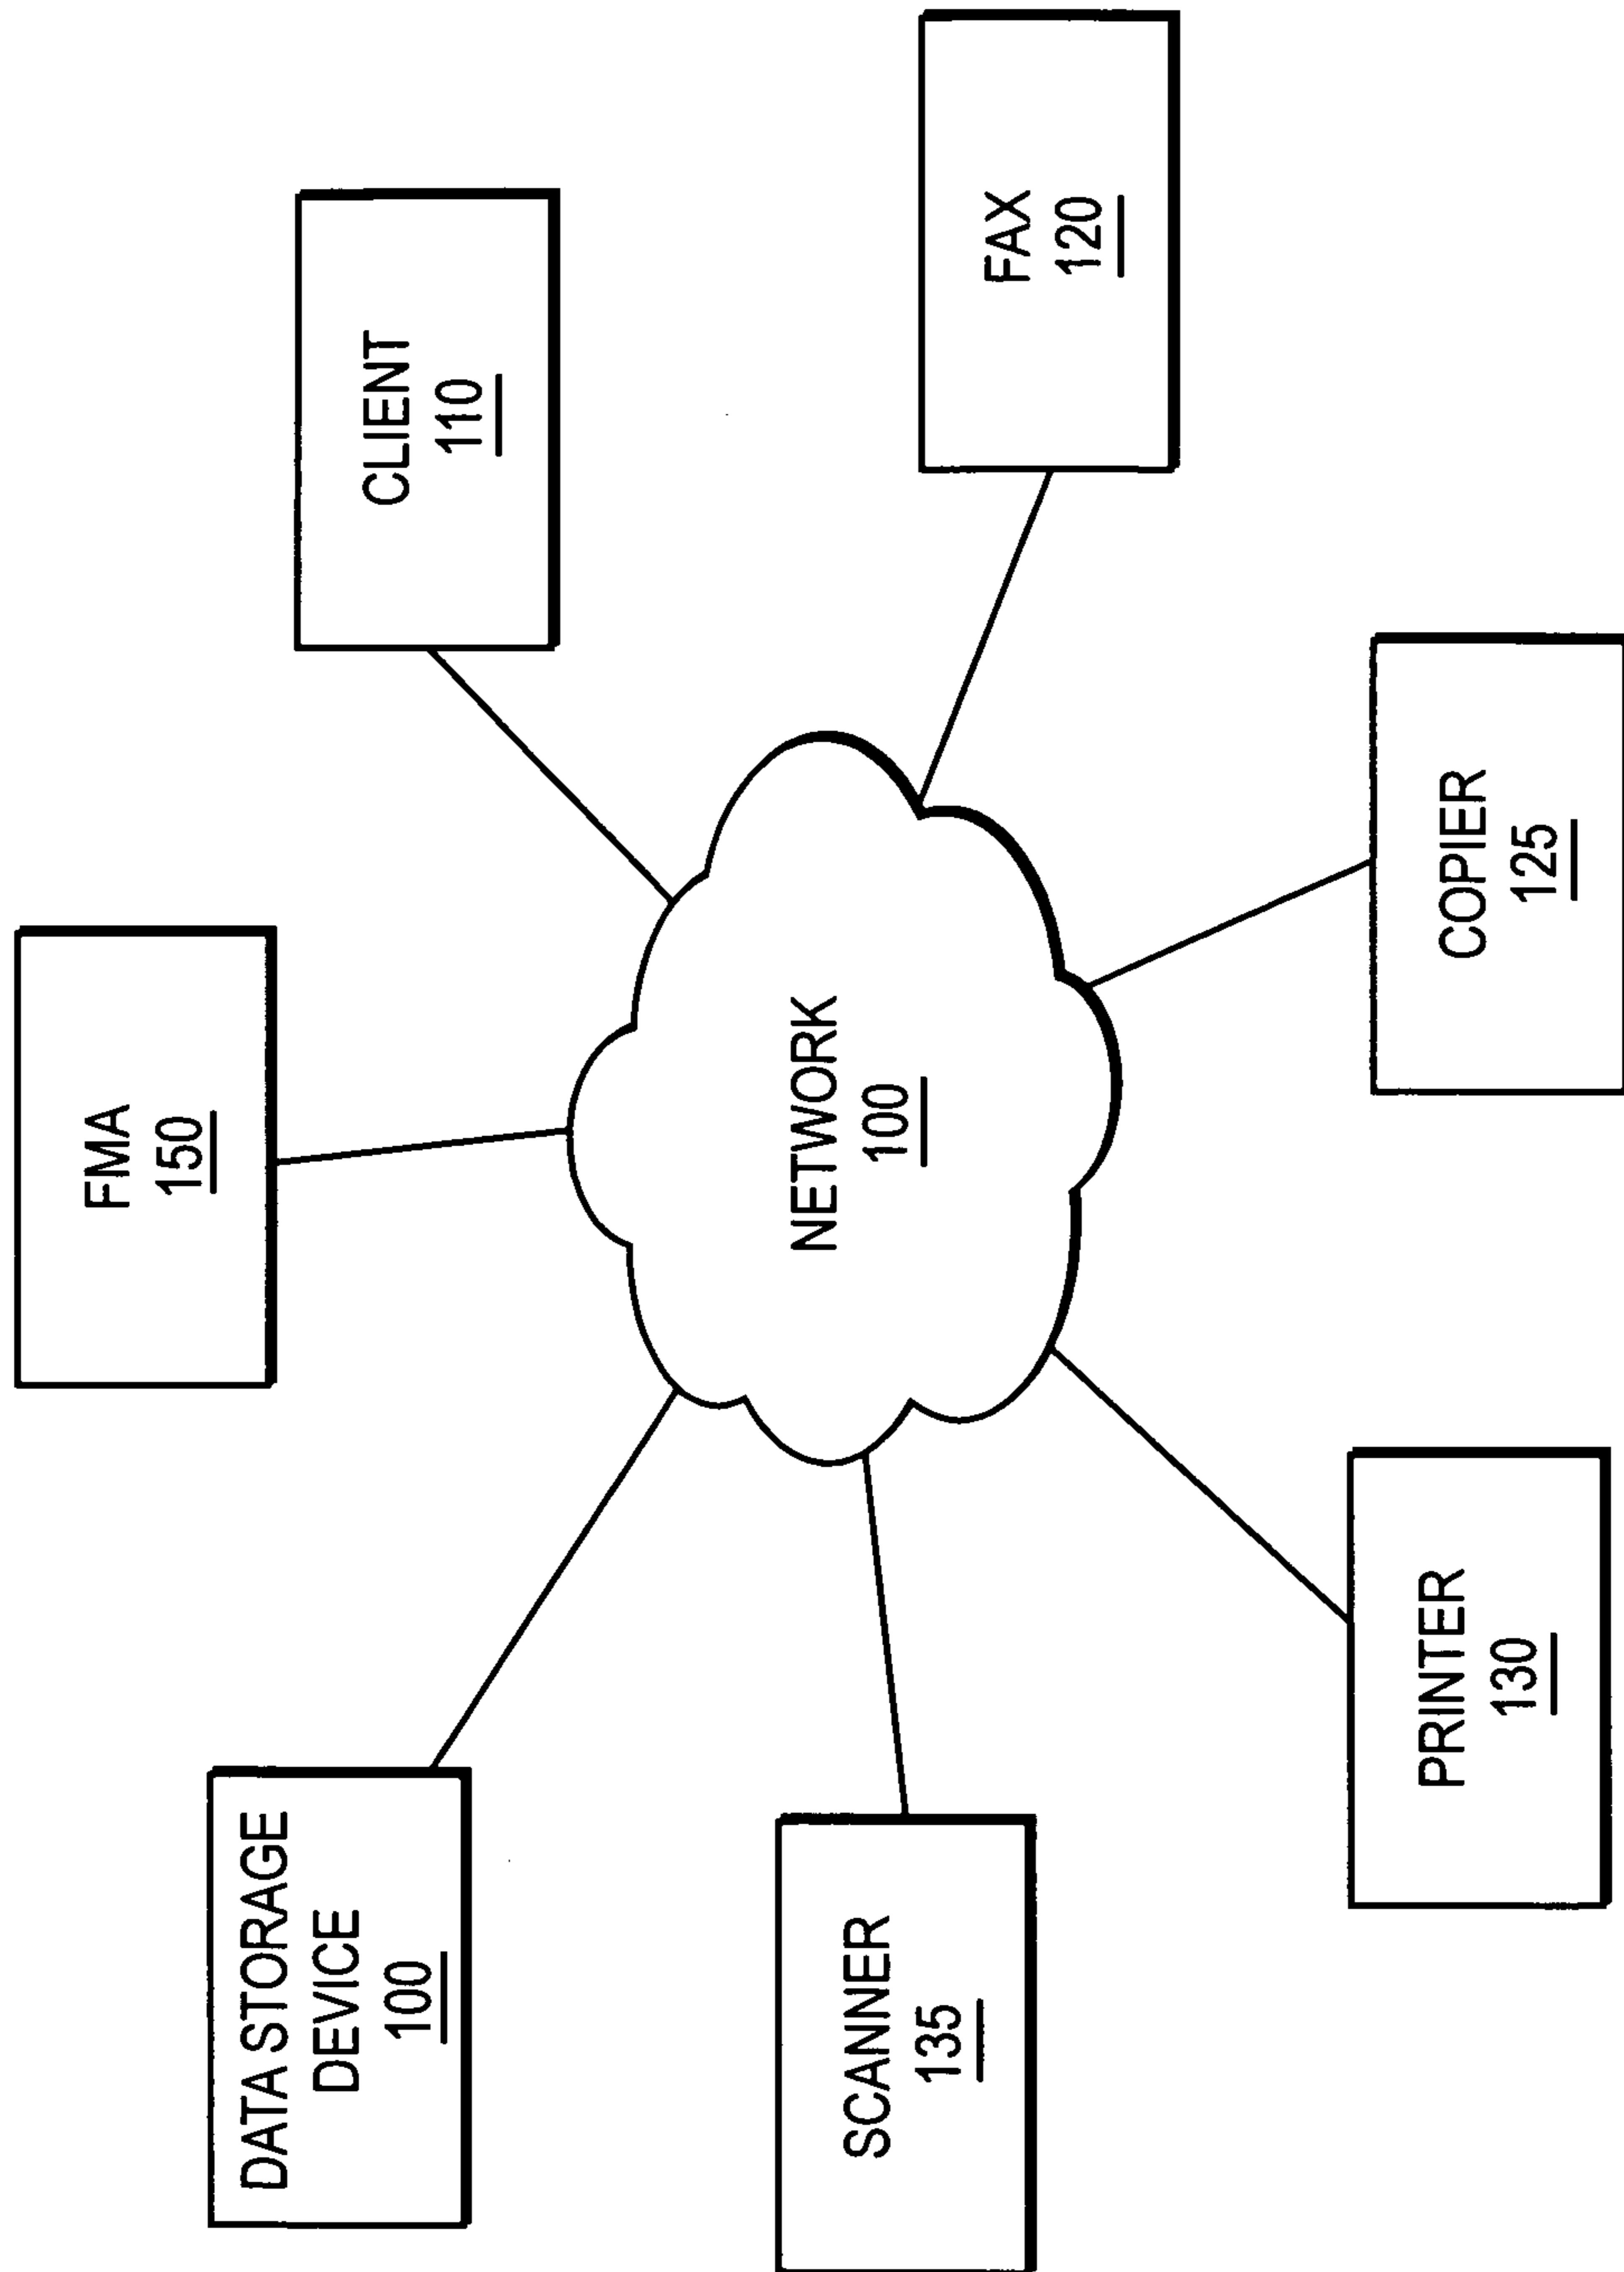 FMA
150
DATA STORAGE
DEVICE
100
CLIENT
110
NETWORK
100
SCANNER
135
FAX
120
PRINTER
130
COPIER
125